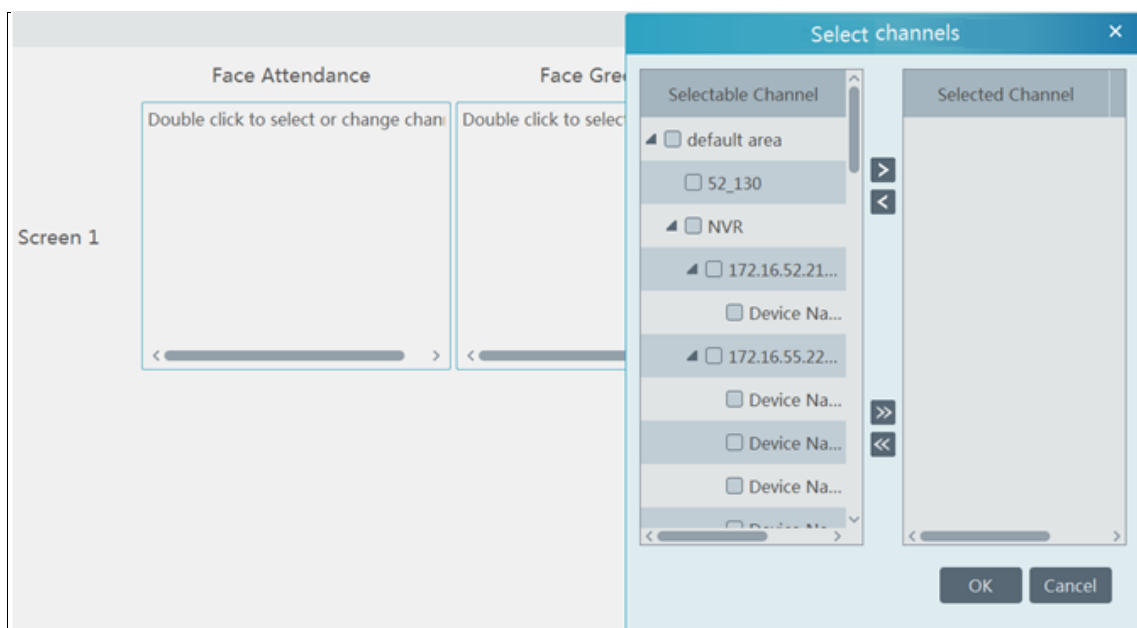 Select channels
Face Attendance
Face Gree
Double click to select or change chan
Double click to selec
Screen 1
Selectable Channel
default area
52_130
NVR
172.16.52.21...
Device Na...
172.16.55.22...
Device Na...
Device Na...
Device Na...
Selected Channel
OK
Cancel